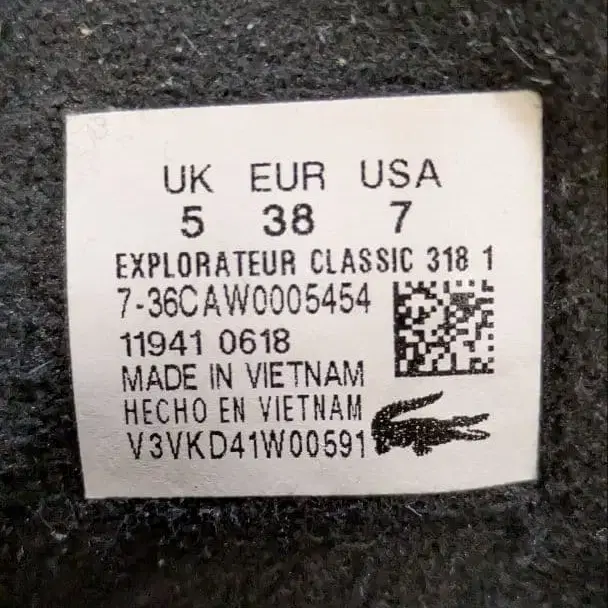 UK EUR USA
5 38 7
EXPLORATEUR CLASSIC 318 1
7-36CAW0005454
11941 0618
MADE IN VIETNAM
HECHO EN VIETNAM
V3VKD41W00591